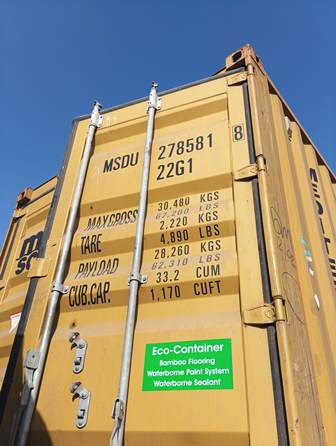 MSDU 278581 8
22G1
MAX.GROSS 30,480 KGS
67,200 LBS
TARE 2,220 KGS
4,890 LBS
PAYLOAD 28,260 KGS
62,310 LBS
CUB.CAP. 33.2 CUM
1,170 CUFT
Eco-Container
Bamboo Flooring
Waterborne Paint System
Waterborne Sealant
m
sc